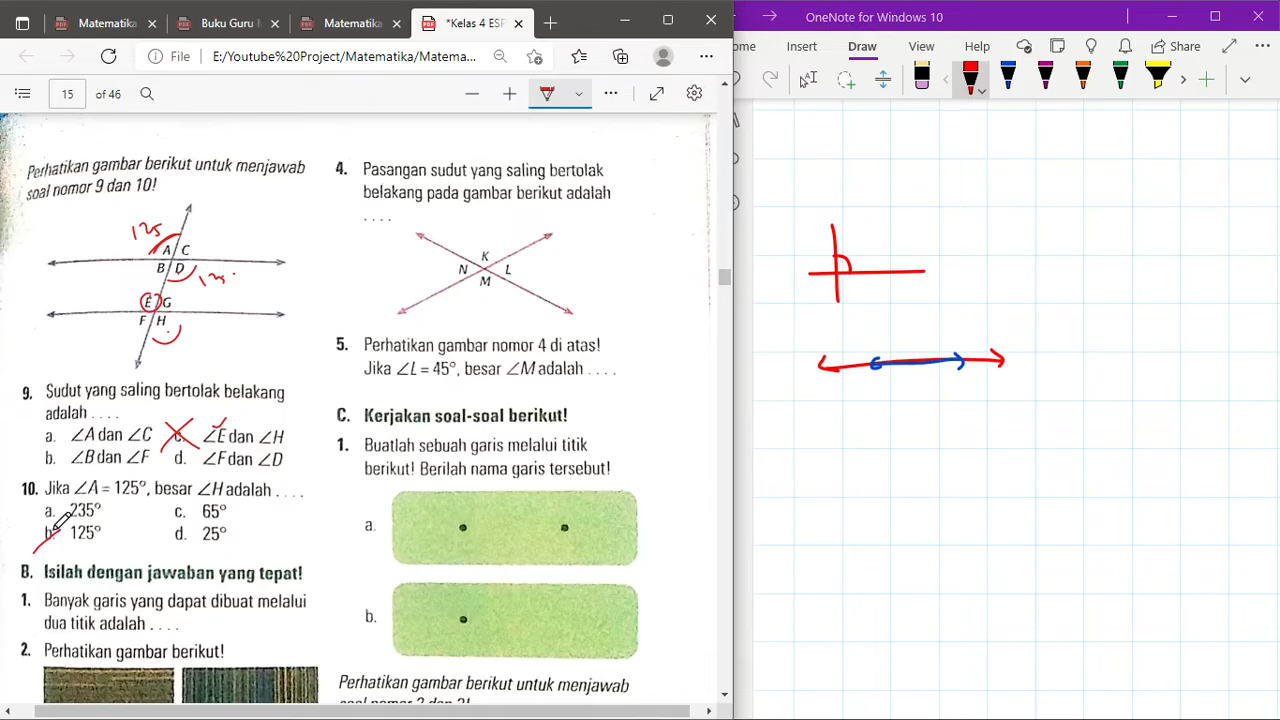 Matematika
Buku Guru M
Matematika
*Kelas 4 ESP
OneNote for Windows 10
File
E:/Youtube%20Project/Matematika/Matema...
ome
Insert
Draw
View
Help
Share
15
of 46
Perhatikan gambar berikut untuk menjawab
soal nomor 9 dan 10!
125
A
C
B
D
125
E
G
F
H
9. Sudut yang saling bertolak belakang
adalah . . . .
a. ∠A dan ∠C
c. ∠E dan ∠H
b. ∠B dan ∠F
d. ∠F dan ∠D
10. Jika ∠A = 125°, besar ∠H adalah . . . .
a. 235°
c. 65°
b. 125°
d. 25°
B. Isilah dengan jawaban yang tepat!
1. Banyak garis yang dapat dibuat melalui
dua titik adalah . . . .
2. Perhatikan gambar berikut!
4. Pasangan sudut yang saling bertolak
belakang pada gambar berikut adalah
. . . .
K
N
L
M
5. Perhatikan gambar nomor 4 di atas!
Jika ∠L = 45°, besar ∠M adalah . . . .
C. Kerjakan soal-soal berikut!
1. Buatlah sebuah garis melalui titik
berikut! Berilah nama garis tersebut!
a.
b.
Perhatikan gambar berikut untuk menjawab